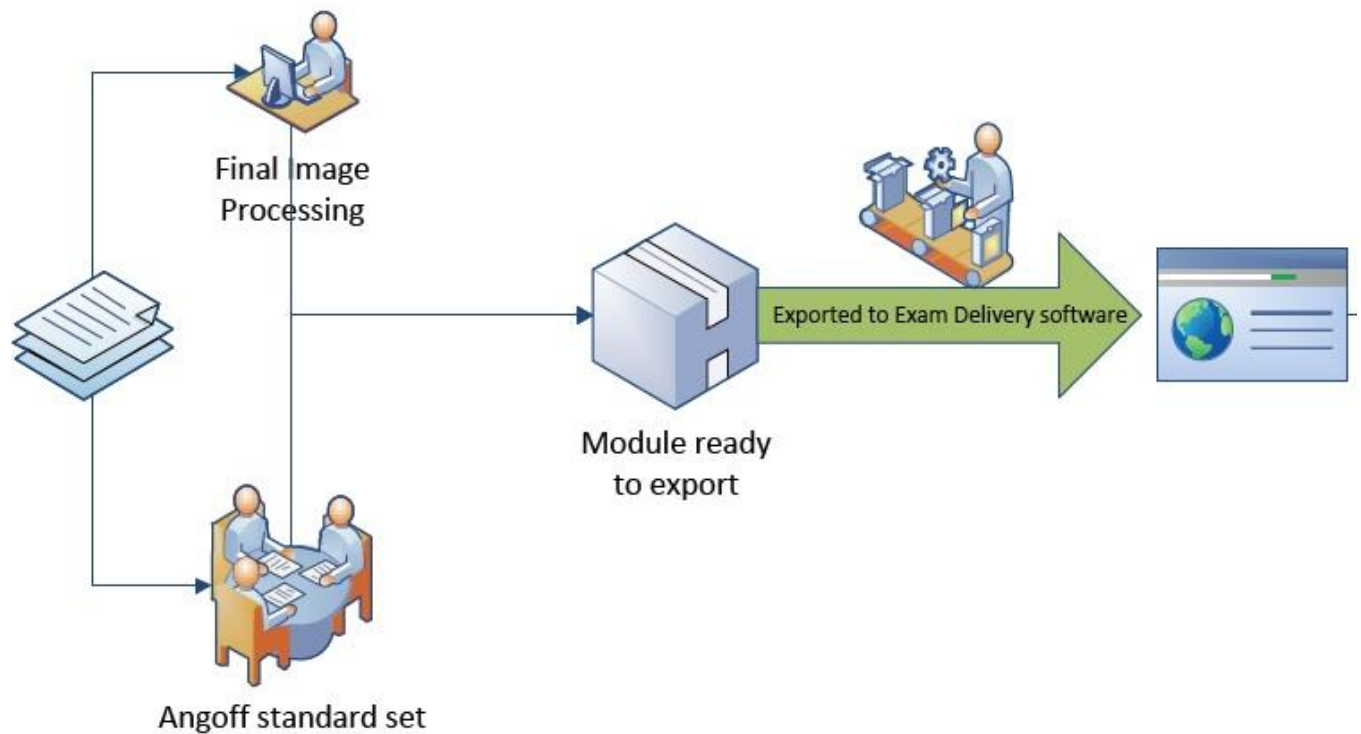 Final Image
Processing
Exported to Exam Delivery software
Module ready
to export
Angoff standard set